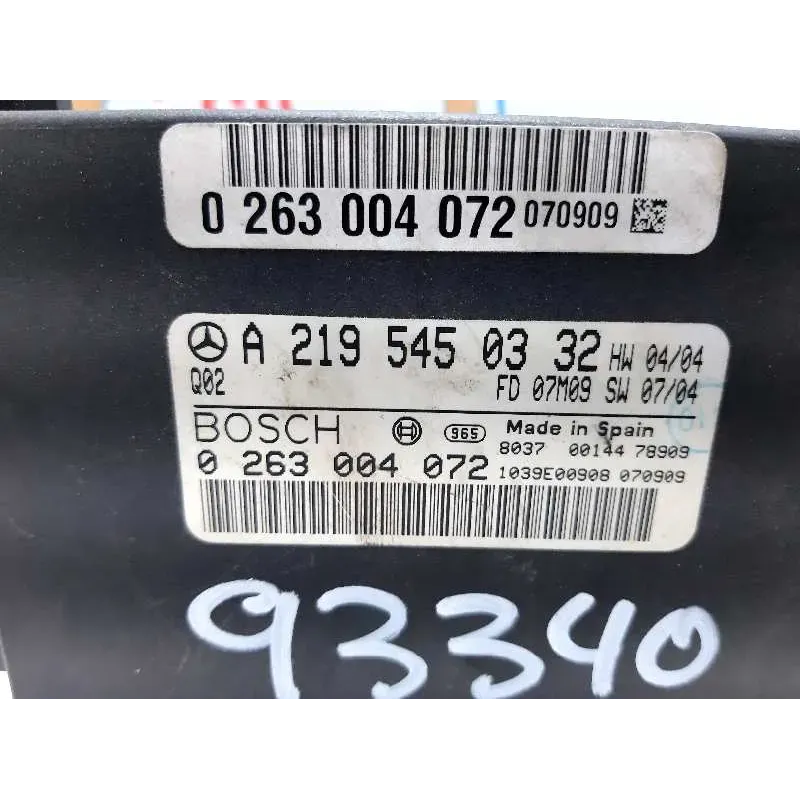 0 263 004 072 070909
A 219 545 03 32 HW 04/04
Q02 FD 07M09 SW 07/04
BOSCH 965 Made in Spain
8037 00144 78909
0 263 004 072 1039E00908 070909
93340